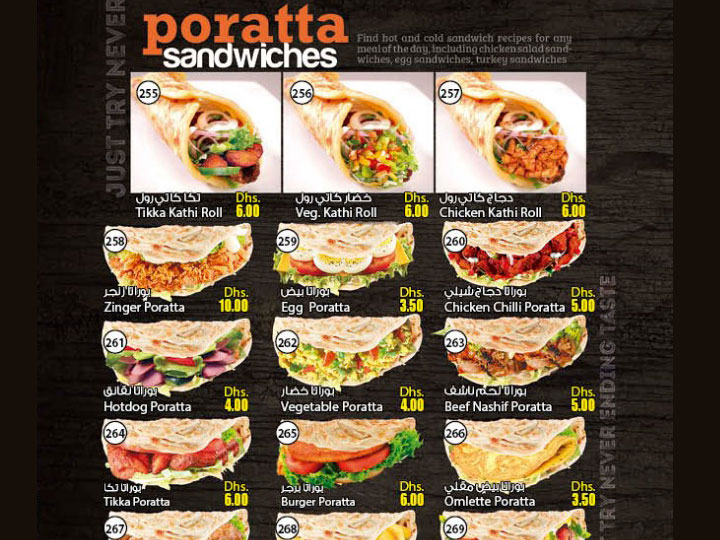 poratta
sandwiches
Find hot and cold sandwich recipes for any
meal of the day, including chicken salad sand-
wiches, egg sandwiches, turkey sandwiches
JUST TRY NEVER
255
256
257
تكا كاتي رول
Dhs.
Tikka Kathi Roll 6.00
خضار كاتي رول
Dhs.
Veg. Kathi Roll 6.00
دجاج كاتي رول
Dhs.
Chicken Kathi Roll 6.00
258
259
260
بوراتا زنجر
Dhs.
Zinger Poratta 10.00
بوراتا بيض
Dhs.
Egg Poratta 3.50
بوراتا دجاج شيلي
Dhs.
Chicken Chilli Poratta 5.00
261
262
263
بوراتا نقانق
Dhs.
Hotdog Poratta 4.00
بوراتا خضار
Dhs.
Vegetable Poratta 4.00
بوراتا لحم ناشف
Dhs.
Beef Nashif Poratta 5.00
264
265
266
بوراتا تكا
Dhs.
Tikka Poratta 6.00
بوراتا برجر
Dhs.
Burger Poratta 6.00
بوراتا بيض مقلي
Dhs.
Omlette Poratta 3.50
267
268
269
TRY NEVER ENDING TASTE